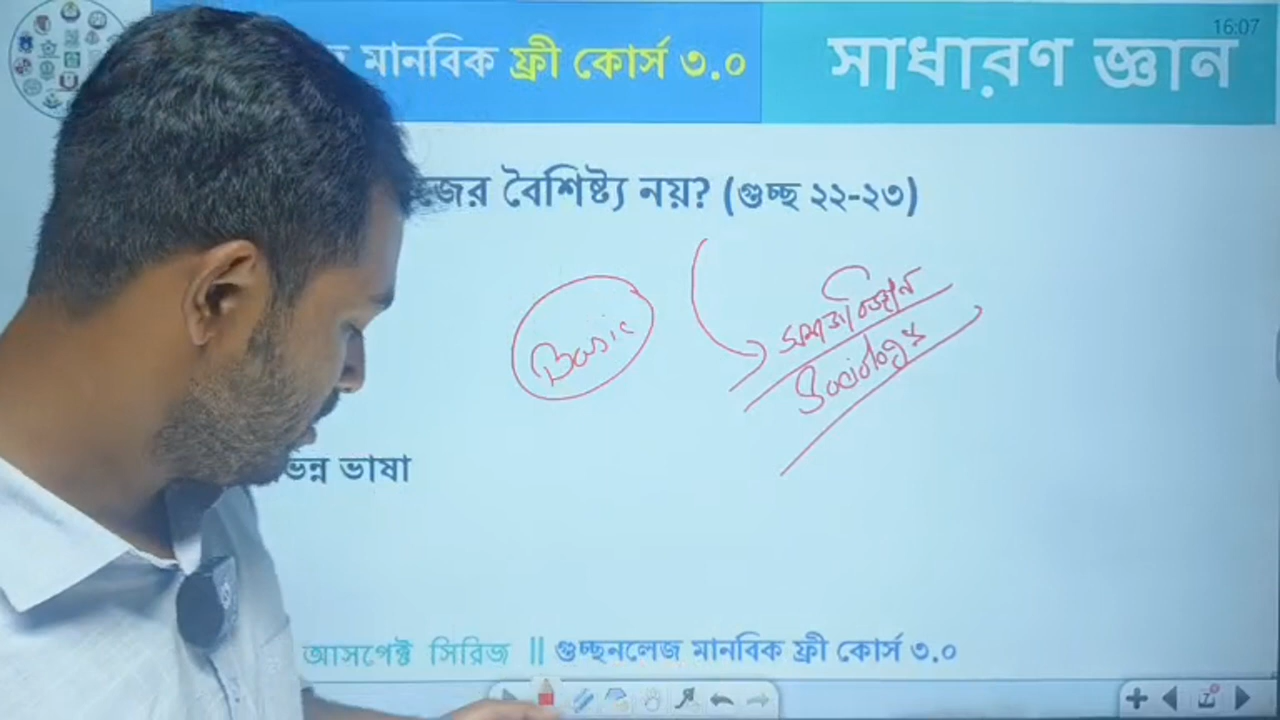 মানবিক ফ্রী কোর্স ৩.০
সাধারণ জ্ঞান
16:07
বৈশিষ্ট্য নয়? (গুচ্ছ ২২-২৩)
Basic
সমাজবিজ্ঞান
Sociology
ভাষা
আসপেক্ট সিরিজ || গুচ্ছনলেজ মানবিক ফ্রী কোর্স ৩.০